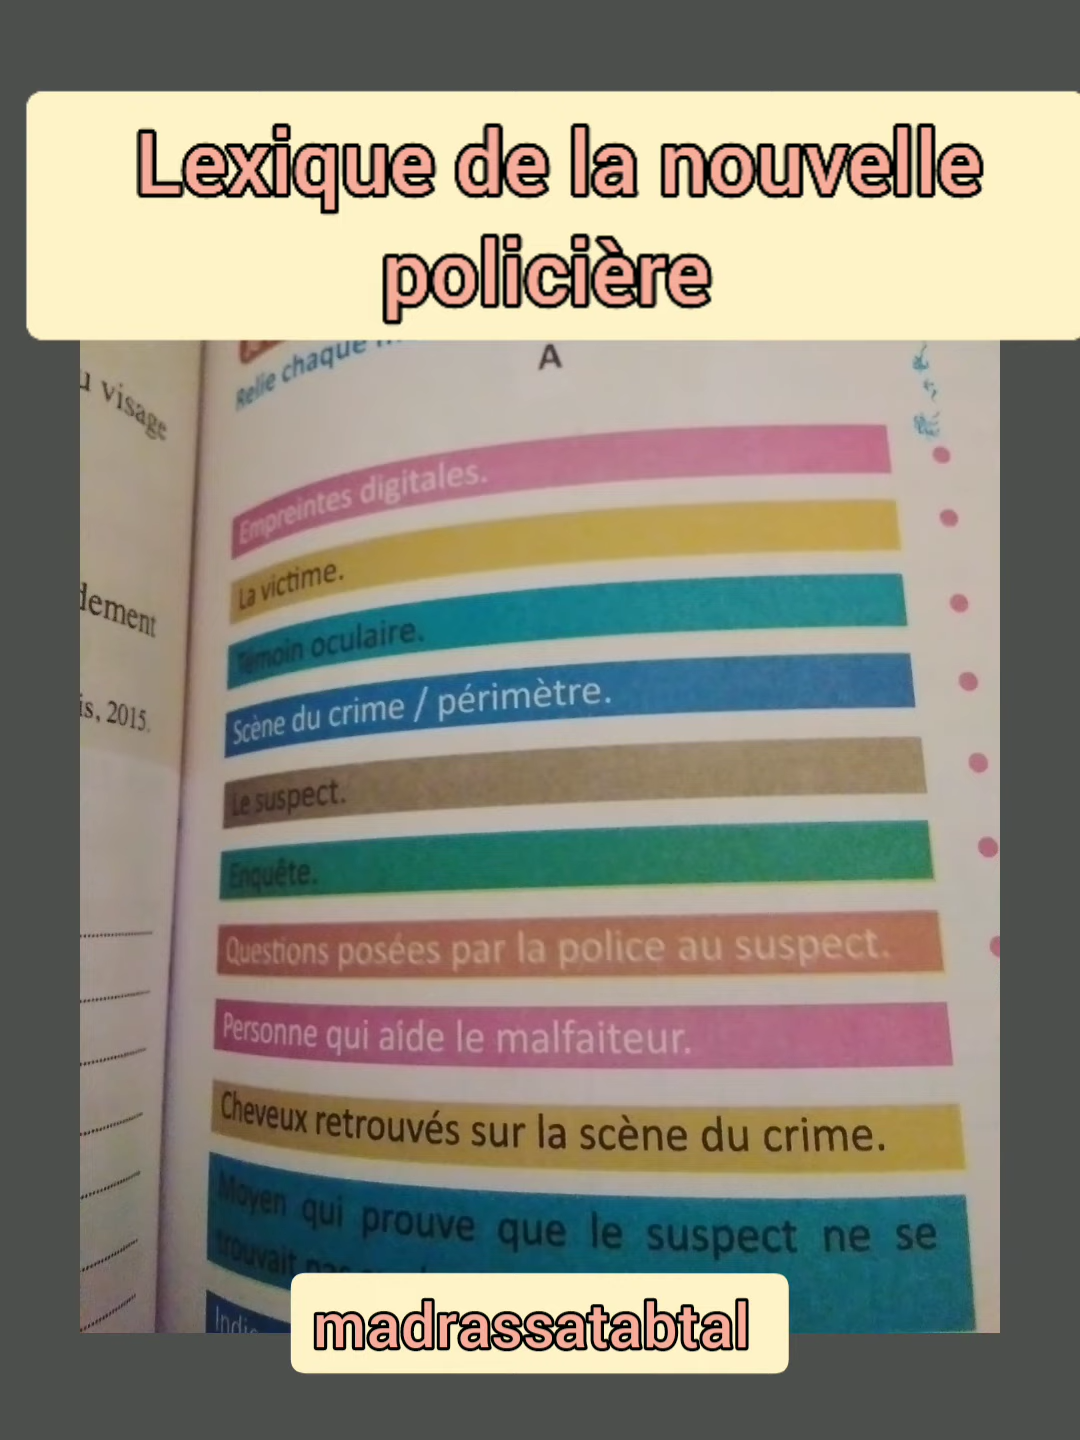 Lexique de la nouvelle
policière
Relie chaque
A
u visage
dement
is, 2015.
Empreintes digitales.
La victime.
Témoin oculaire.
Scène du crime / périmètre.
Le suspect.
Enquête.
Questions posées par la police au suspect.
Personne qui aide le malfaiteur.
Cheveux retrouvés sur la scène du crime.
Moyen qui prouve que le suspect ne se
trouvait pas
madrassatabtal